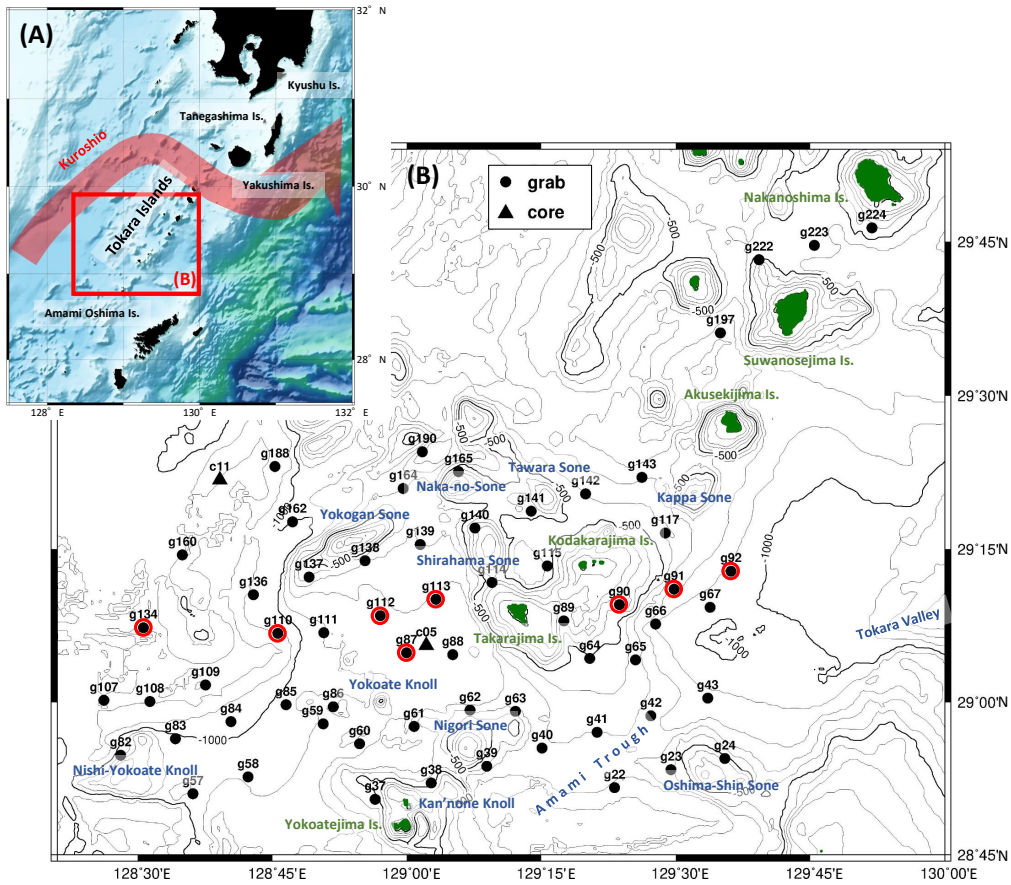 (A)
32° N
Kyushu Is.
Tanegashima Is.
Kuroshio
Tokara Islands
Yakushima Is.
30° N
(B)
Amami Oshima Is.
28° N
128° E
130° E
132° E
(B)
grab
core
Nakanoshima Is.
g224
g223
g222
29°45'N
-500
-500
-500
g197
Suwanosejima Is.
Akusekijima Is.
29°30'N
-500
-500
-500
g190
g188
c11
g165
g164
Tawara Sone
Naka-no-Sone
g143
g142
-500
Kappa Sone
-1000
g162
Yokogan Sone
g141
g140
g139
-500
g117
g160
g138
-500
g137
Shirahama Sone
Kodakarajima Is.
g115
29°15'N
-1000
g136
g114
g92
g91
g113
g112
-500
g90
g67
g134
g110
g111
g89
g66
Tokara Valley
Takarajima Is.
-1000
g87
c05
g88
g64
g65
g109
Yokoate Knoll
g107
g108
g85
g86
g62
g63
g43
29°00'N
g84
g59
g61
Nigori Sone
g42
g83
-1000
g60
g41
g82
g40
Amami Trough
Nishi-Yokoate Knoll
g58
g39
-500
g38
g23
g24
g57
g37
Kan'none Knoll
g22
Oshima-Shin Sone
-500
Yokoatejima Is.
28°45'N
128°30'E
128°45'E
129°00'E
129°15'E
129°30'E
129°45'E
130°00'E